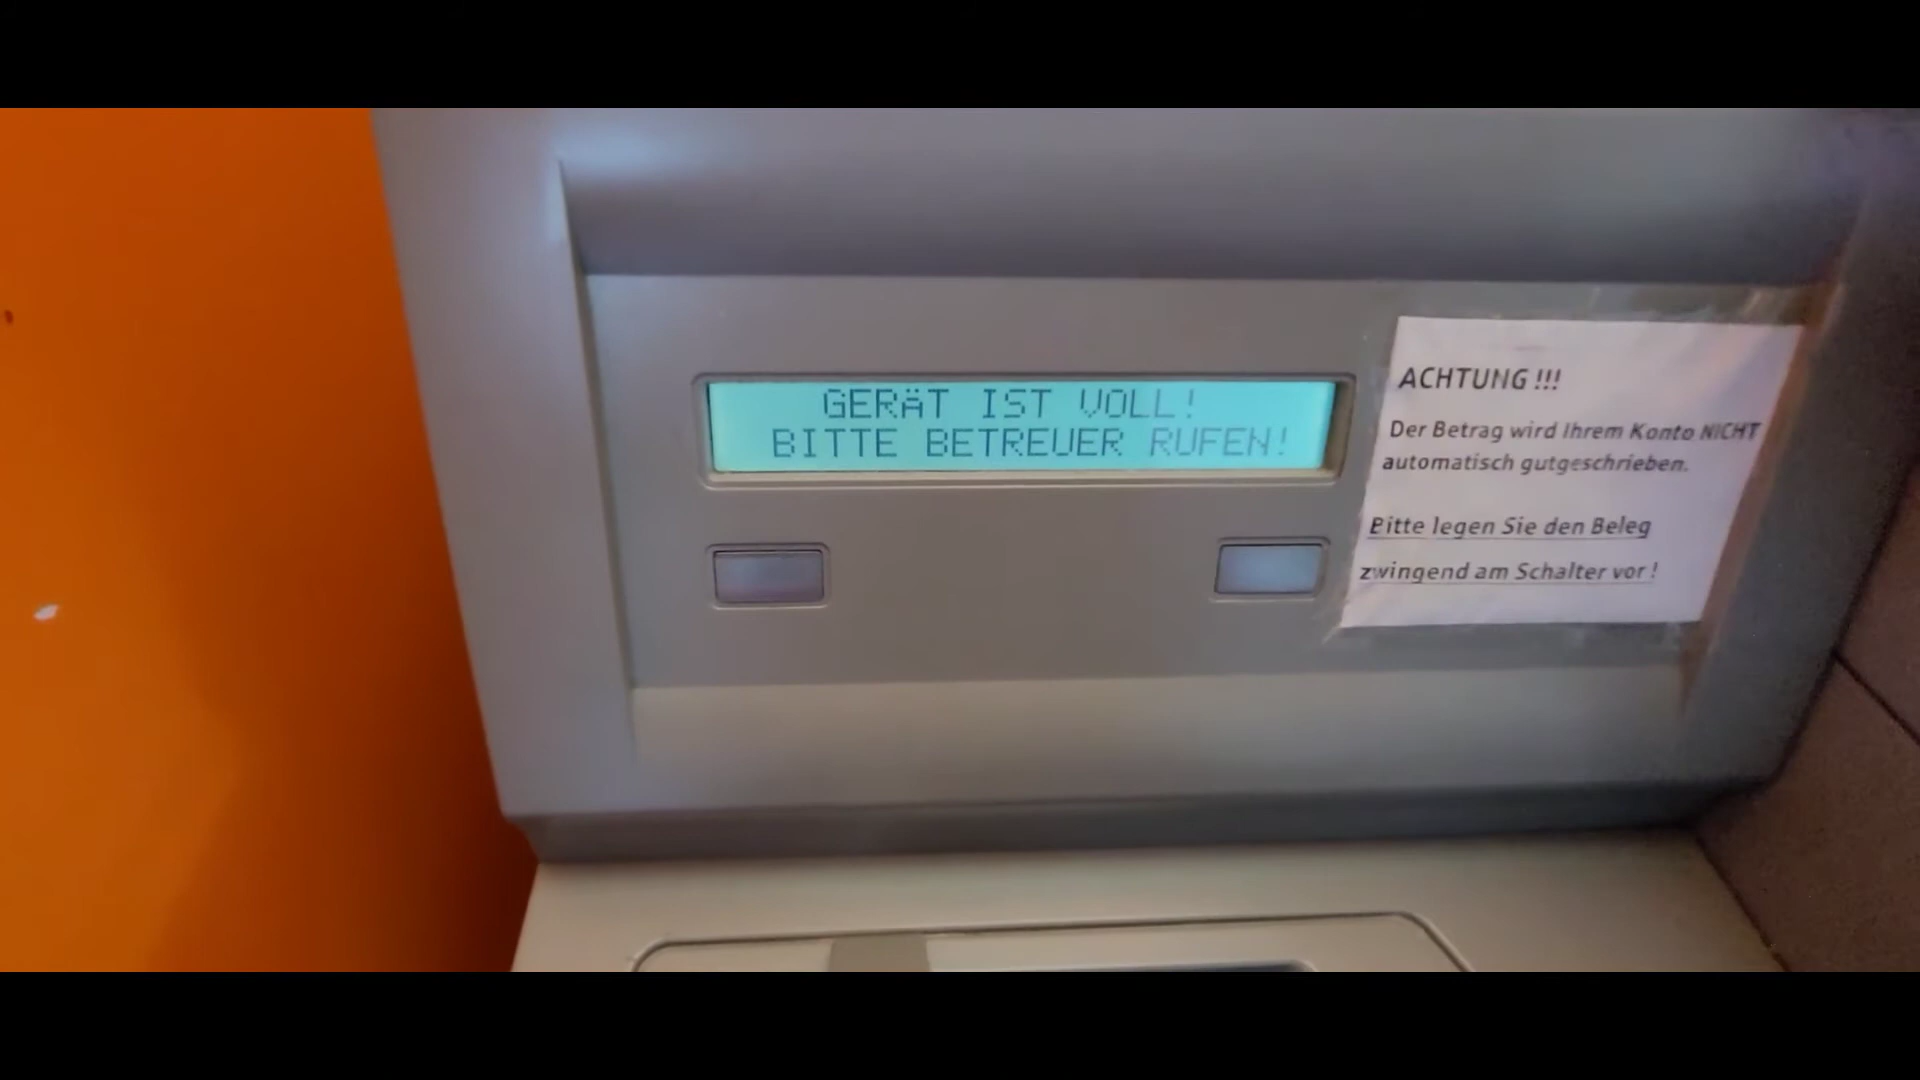 GERäT IST VOLL!
BITTE BETREUER RUFEN!
ACHTUNG !!!
Der Betrag wird Ihrem Konto NICHT
automatisch gutgeschrieben.
Bitte legen Sie den Beleg
zwingend am Schalter vor !